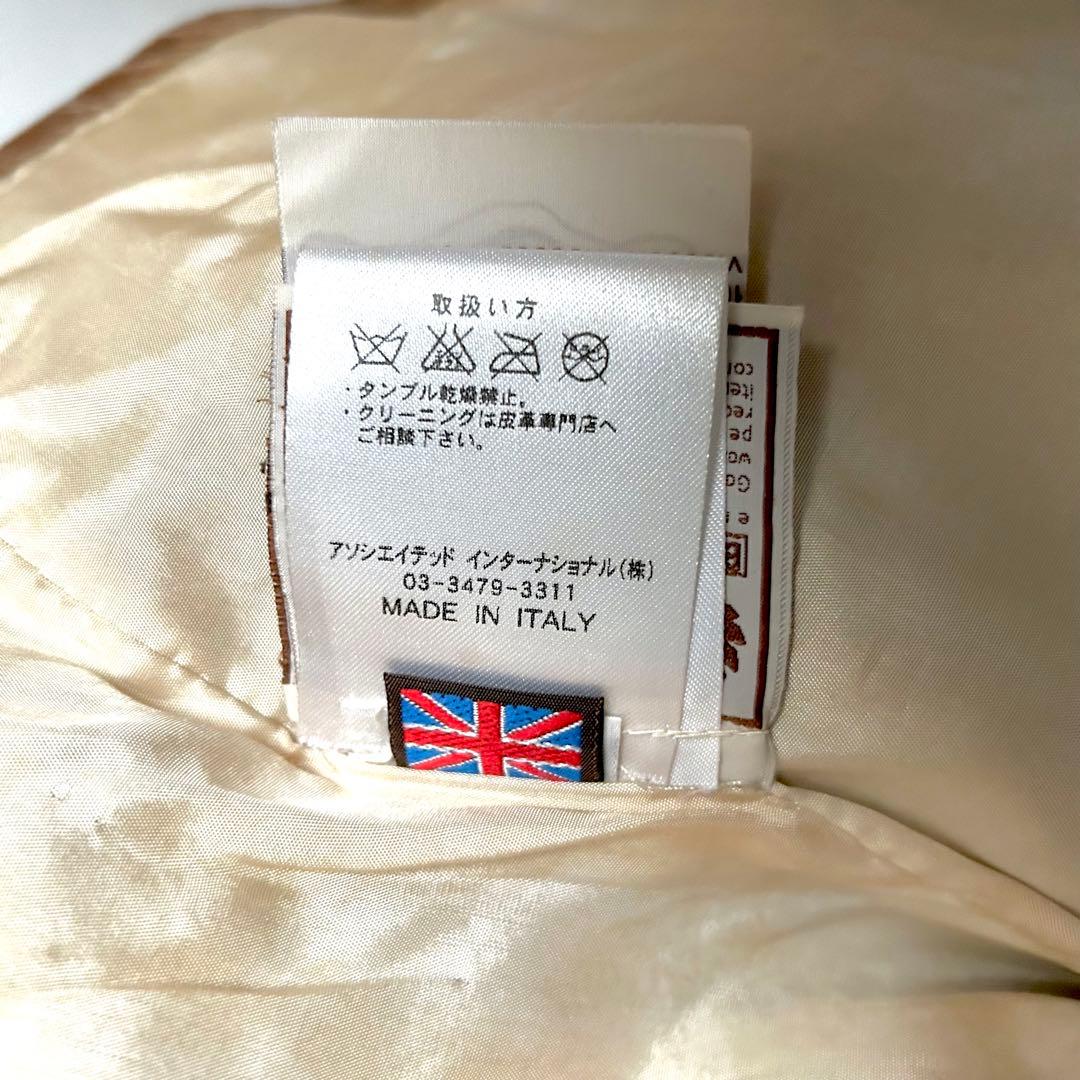 取扱い方
・タンブル乾燥禁止。
・クリーニングは皮革専門店へ
ご相談下さい。
アソシエイテッド インターナショナル(株)
03-3479-3311
MADE IN ITALY